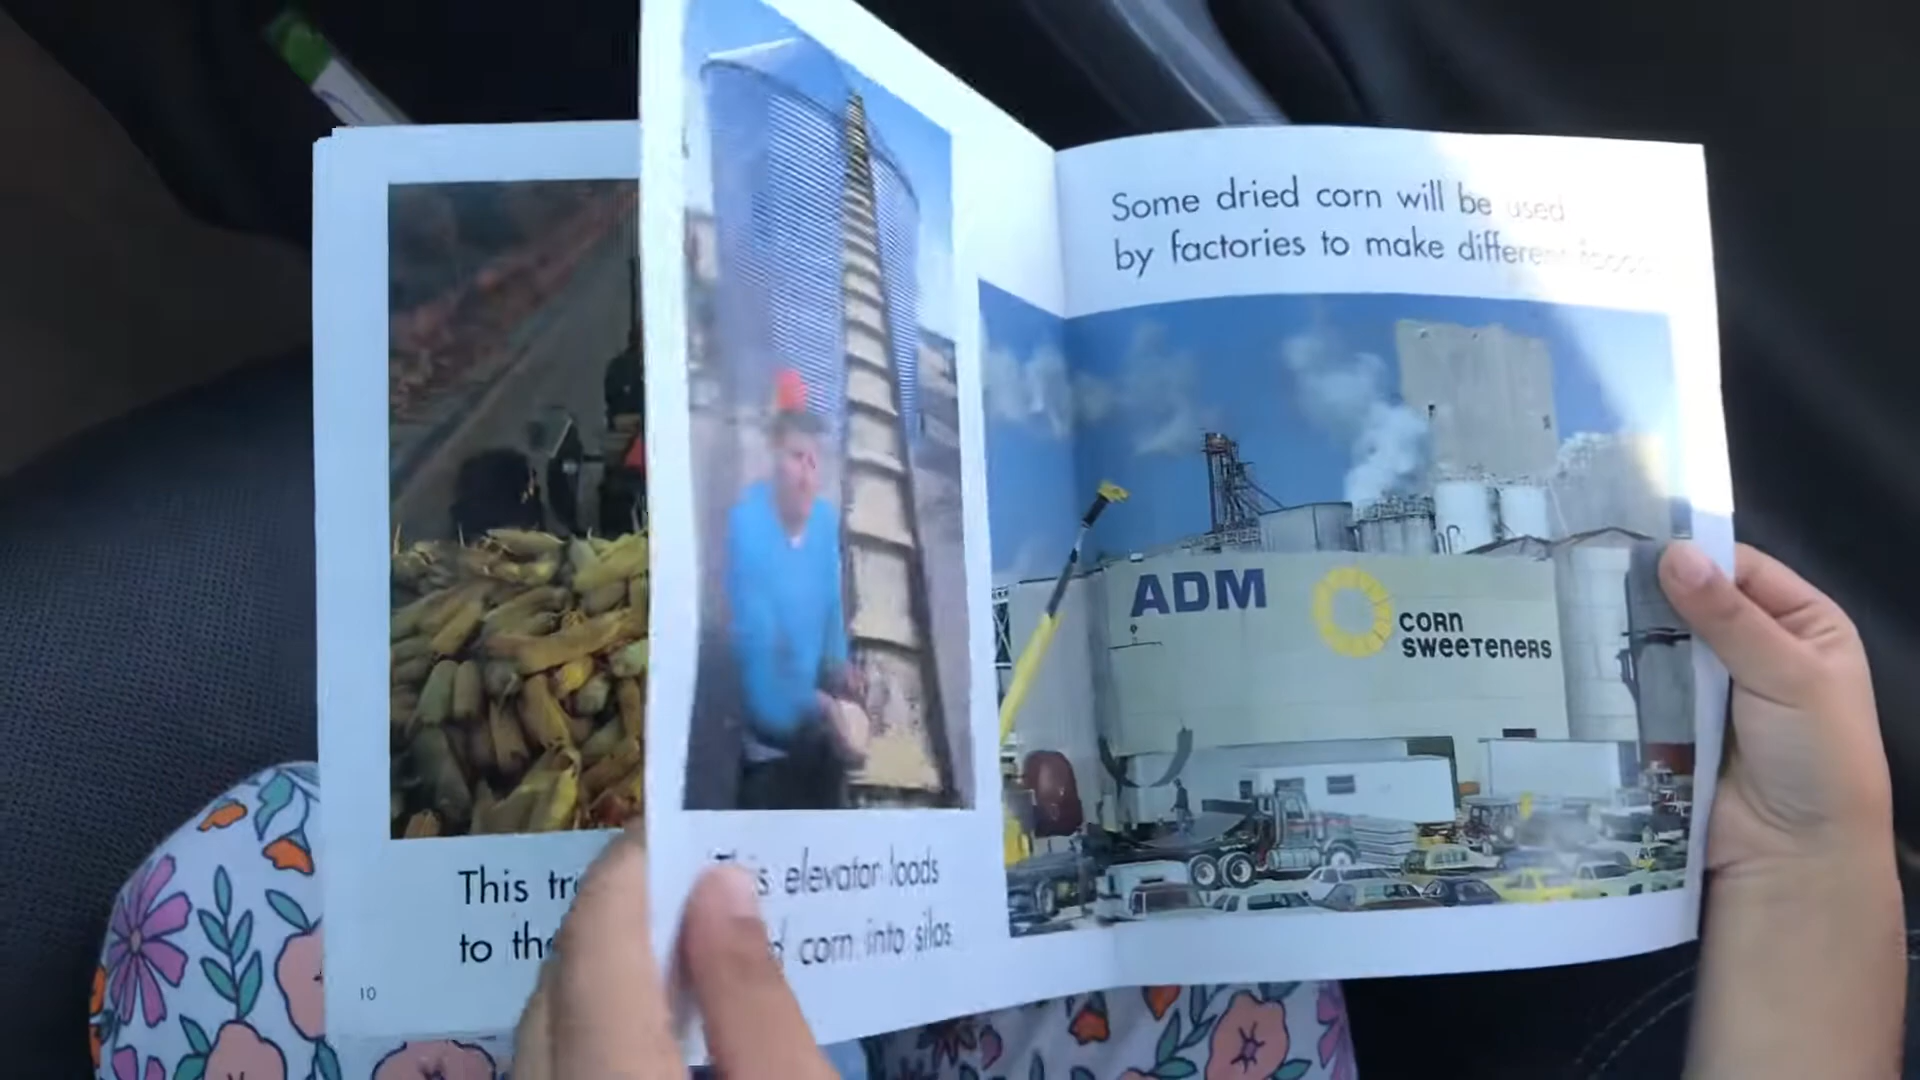 This
to the
10
This elevator loads
corn into silos
Some dried corn will be used
by factories to make different foods.
ADM
CORN
SWEETENERS